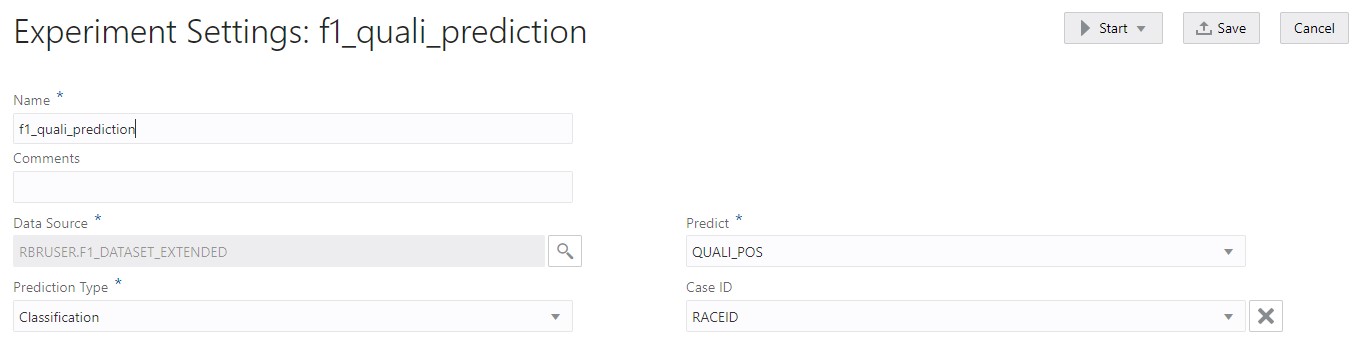 Experiment Settings: f1_quali_prediction
Start
Save
Cancel
Name *
f1_quali_prediction
Comments
Data Source *
RBRUSER.F1_DATASET_EXTENDED
Predict *
QUALI_POS
Prediction Type *
Classification
Case ID
RACEID